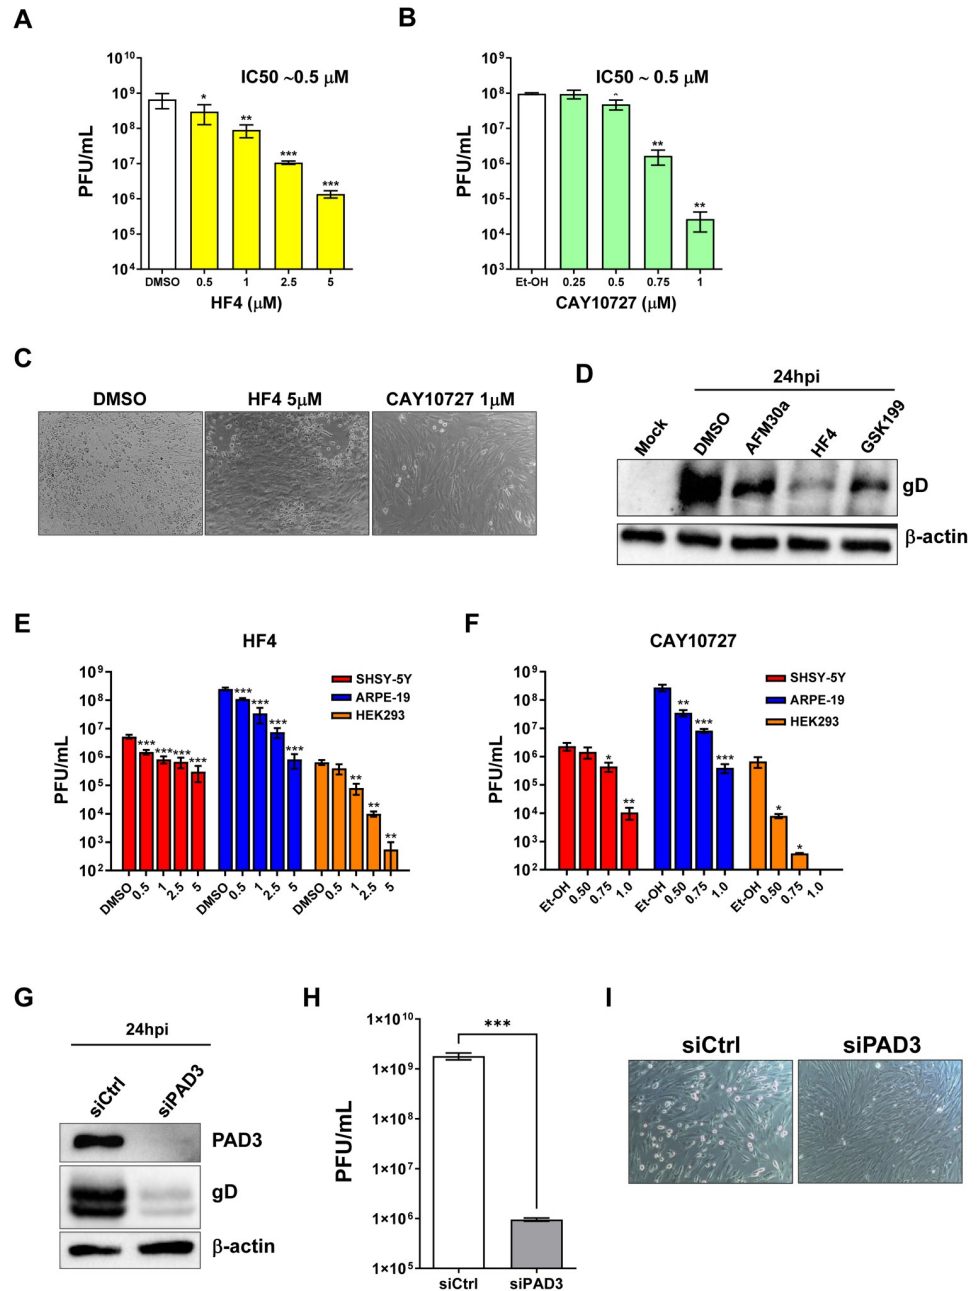 A
IC50 ~0.5 μM
PFU/mL
10^10
10^9
10^8
10^7
10^6
10^5
10^4
*
**
***
***
DMSO 0.5 1 2.5 5
HF4 (μM)
B
IC50 ~ 0.5 μM
PFU/mL
10^9
10^8
10^7
10^6
10^5
10^4
10^3
**
**
Et-OH 0.25 0.5 0.75 1
CAY10727 (μM)
C
DMSO HF4 5μM CAY10727 1μM
D
24hpi
Mock DMSO AFM30a HF4 GSK199
gD
β-actin
E
HF4
PFU/mL
10^9
10^8
10^7
10^6
10^5
10^4
10^3
10^2
SHSY-5Y
ARPE-19
HEK293
*** *** *** ***
*** *** *** ***
** ** **
DMSO 0.5 1 2.5 5 DMSO 0.5 1 2.5 5 DMSO 0.5 1 2.5 5
F
CAY10727
PFU/mL
10^9
10^8
10^7
10^6
10^5
10^4
10^3
10^2
SHSY-5Y
ARPE-19
HEK293
* **
** *** ***
* *
Et-OH 0.50 0.75 1.0 Et-OH 0.50 0.75 1.0 Et-OH 0.50 0.75 1.0
G
24hpi
siCtrl siPAD3
PAD3
gD
β-actin
H
PFU/mL
1×10^10
1×10^9
1×10^8
1×10^7
1×10^6
1×10^5
***
siCtrl siPAD3
I
siCtrl siPAD3